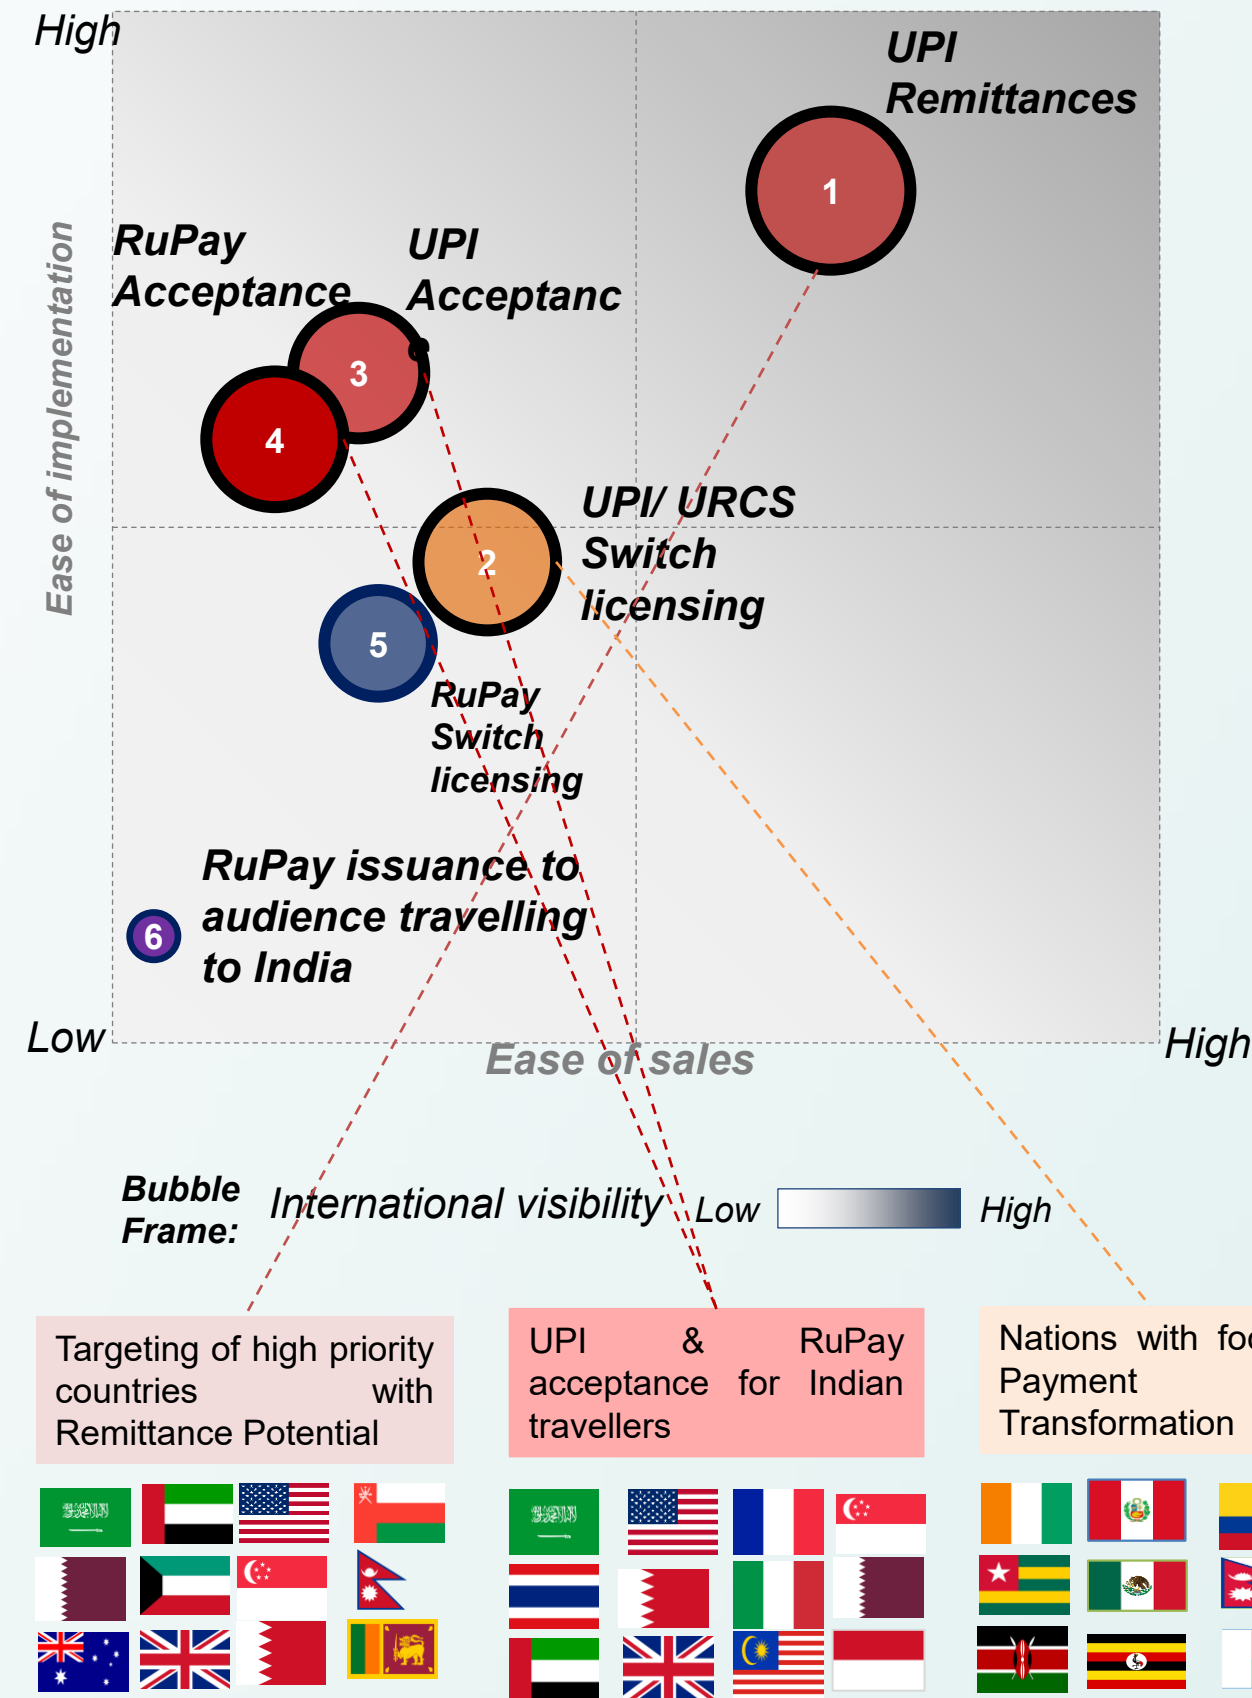 High
UPI
Remittances
1
RuPay
Acceptance
UPI
Acceptanc
e
3
4
Ease of implementation
UPI/ URCS
Switch
licensing
2
5
RuPay
Switch
licensing
RuPay issuance to
audience travelling
to India
6
Low
Ease of sales
High
Bubble
Frame:
International visibility
Low
High
Targeting of high priority
countries with
Remittance Potential
UPI & RuPay
acceptance for Indian
travellers
Nations with
Payment
Transformation